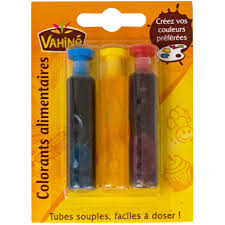 Vahiné
Créez vos
couleurs
préférées
Colorants alimentaires
Tubes souples, faciles à doser !